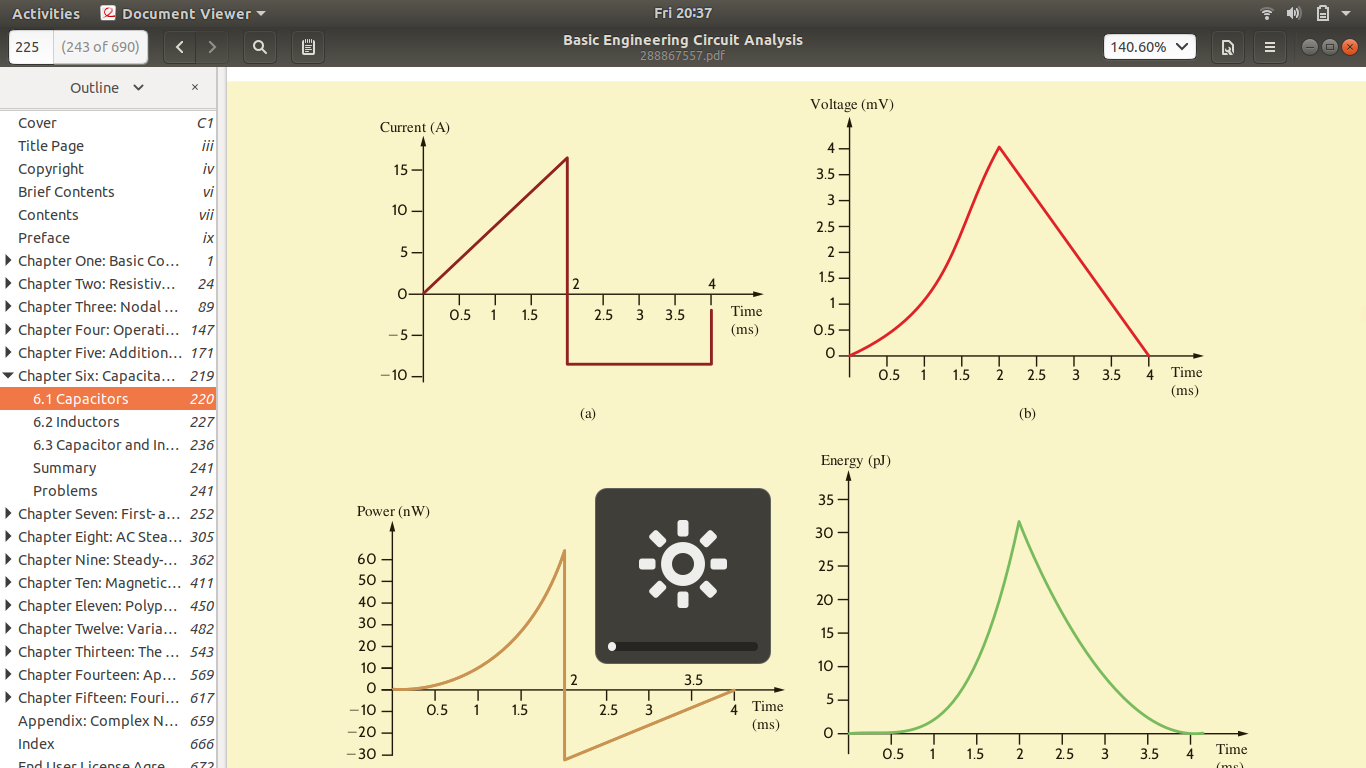 Activities Document Viewer Fri 20:37
225 (243 of 690) Basic Engineering Circuit Analysis 140.60%
288867557.pdf
Outline ×
Cover C1
Title Page iii
Copyright iv
Brief Contents vi
Contents vii
Preface ix
Chapter One: Basic Co… 1
Chapter Two: Resistiv… 24
Chapter Three: Nodal … 89
Chapter Four: Operati… 147
Chapter Five: Addition… 171
Chapter Six: Capacita… 219
6.1 Capacitors 220
6.2 Inductors 227
6.3 Capacitor and In… 236
Summary 241
Problems 241
Chapter Seven: First- a… 252
Chapter Eight: AC Stea… 305
Chapter Nine: Steady-… 362
Chapter Ten: Magnetic… 411
Chapter Eleven: Polyp… 450
Chapter Twelve: Varia… 482
Chapter Thirteen: The … 543
Chapter Fourteen: Ap… 569
Chapter Fifteen: Fouri… 617
Appendix: Complex N… 659
Index 666
End User License Agre… 672
Current (A)
15
10
5
0
−5
−10
2 4
0.5 1 1.5 2.5 3 3.5 Time
(ms)
(a)
Voltage (mV)
4
3.5
3
2.5
2
1.5
1
0.5
0
0.5 1 1.5 2 2.5 3 3.5 4 Time
(ms)
(b)
Power (nW)
60
50
40
30
20
10
0
−10
−20
−30
2 3.5
0.5 1 1.5 2.5 3 4 Time
(ms)
Energy (pJ)
35
30
25
20
15
10
5
0
0.5 1 1.5 2 2.5 3 3.5 4 Time
(ms)